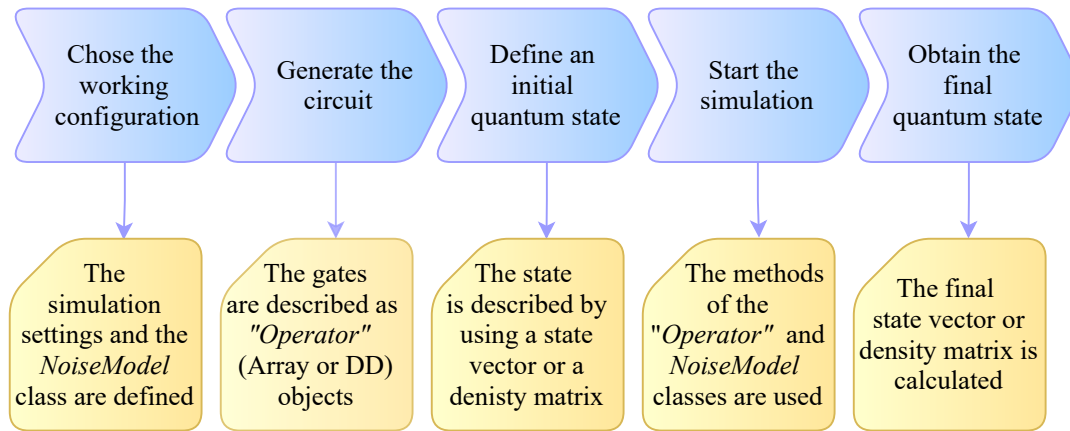 Chose the
working
configuration
Generate the
circuit
Define an
initial
quantum state
Start the
simulation
Obtain the
final
quantum state
The
simulation
settings and the
NoiseModel
class are defined
The gates
are described as
"Operator"
(Array or DD)
objects
The state
is described by
using a state
vector or a
denisty matrix
The methods
of the
"Operator" and
NoiseModel
classes are used
The final
state vector or
density matrix is
calculated